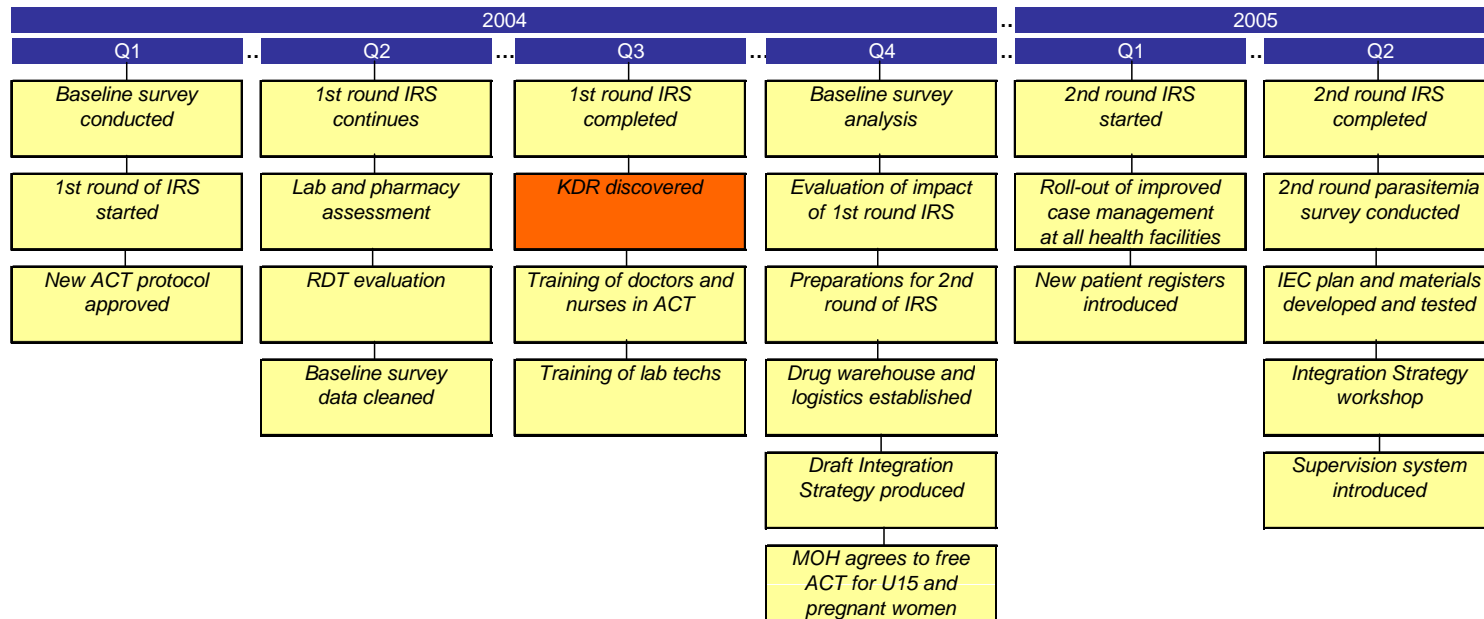 2004
..
2005
Q1
..
Q2
...
Q3
...
Q4
Q1
..
Q2
Baseline survey
conducted
1st round of IRS
started
New ACT protocol
approved
1st round IRS
continues
Lab and pharmacy
assessment
RDT evaluation
Baseline survey
data cleaned
1st round IRS
completed
KDR discovered
Training of doctors and
nurses in ACT
Training of lab techs
Baseline survey
analysis
Evaluation of impact
of 1st round IRS
Preparations for 2nd
round of IRS
Drug warehouse and
logistics established
Draft Integration
Strategy produced
MOH agrees to free
ACT for U15 and
pregnant women
2nd round IRS
started
Roll-out of improved
case management
at all health facilities
New patient registers
introduced
2nd round IRS
completed
2nd round parasitemia
survey conducted
IEC plan and materials
developed and tested
Integration Strategy
workshop
Supervision system
introduced